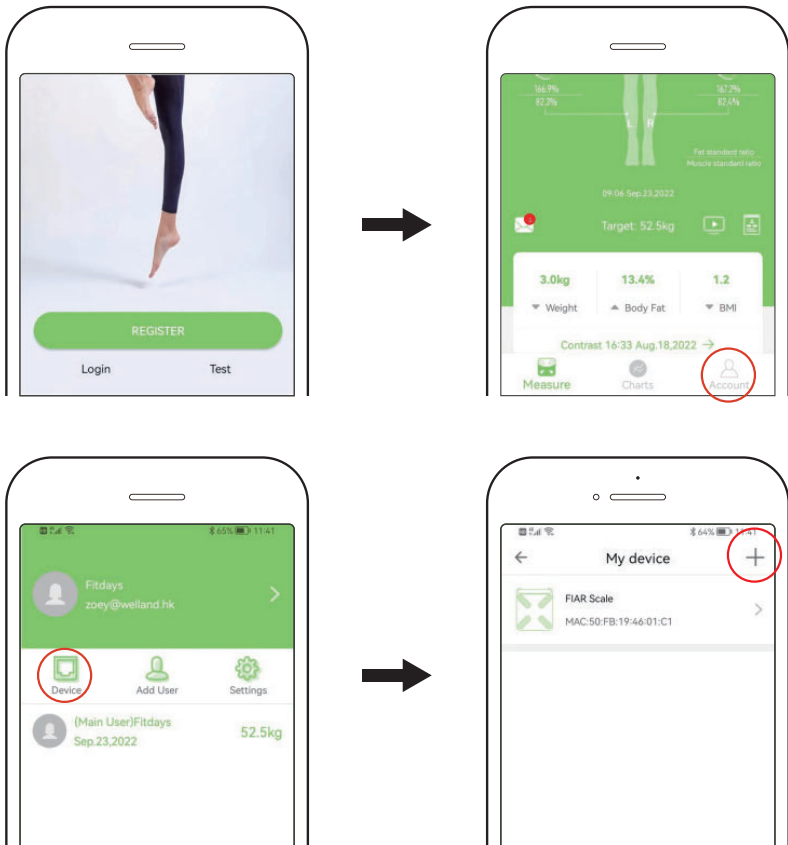 REGISTER
Login Test
166.9% 167.2%
82.3% 82.4%
L R
Fat standard ratio
Muscle standard ratio
09:06 Sep.23,2022
Target: 52.5kg
3.0kg 13.4% 1.2
Weight Body Fat BMI
Contrast 16:33 Aug.18,2022
Measure Charts Account
65% 11:41
Fitdays
zoey@welland.hk
Device Add User Settings
(Main User)Fitdays
Sep.23,2022 52.5kg
64% 11:41
My device
FIAR Scale
MAC:50:FB:19:46:01:C1